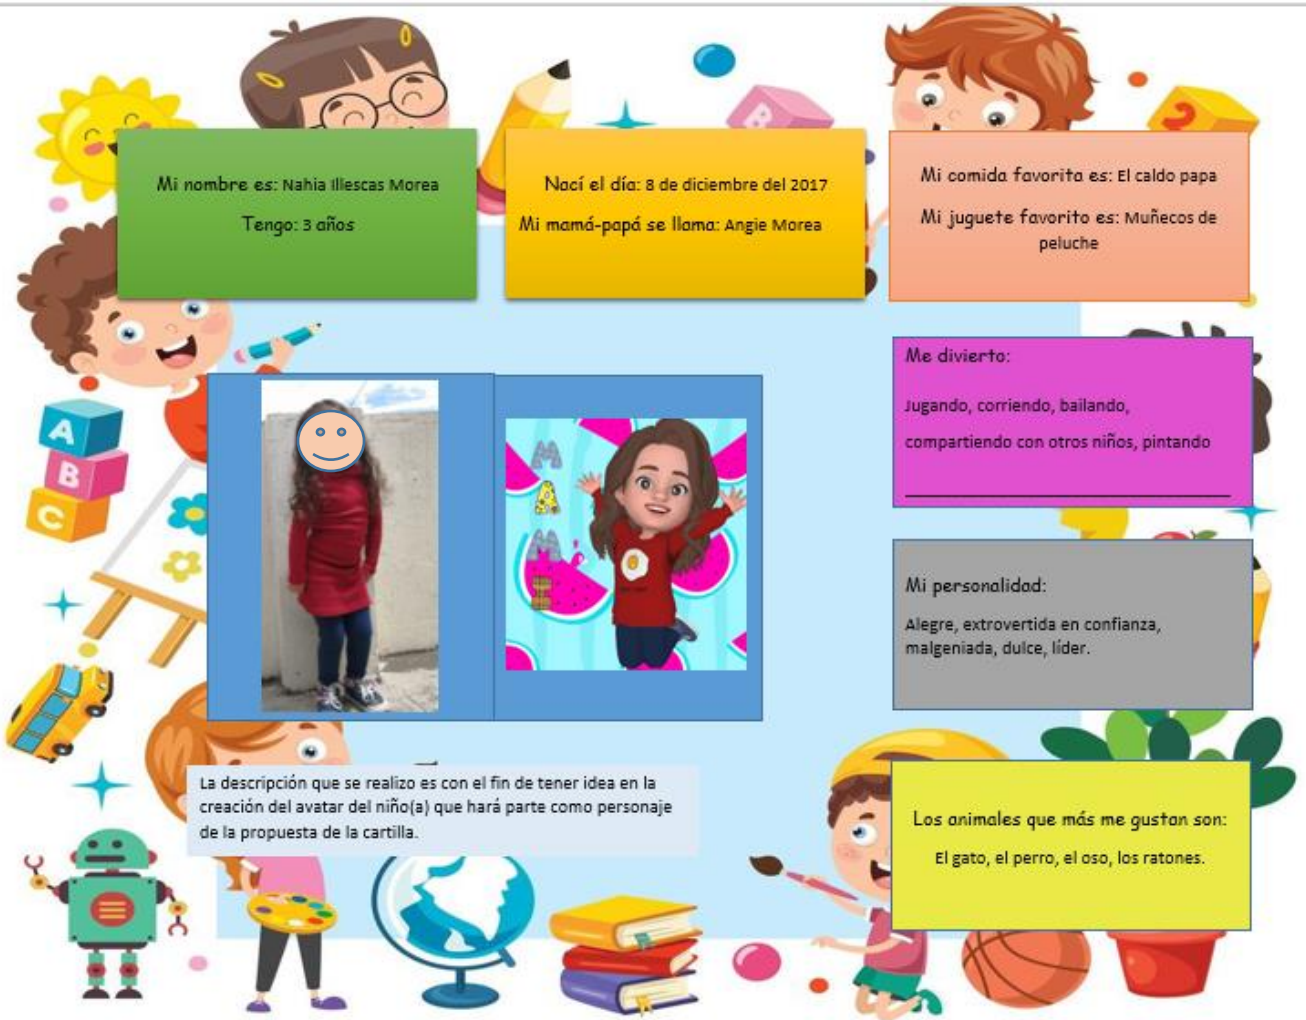 Mi nombre es: Nahia Illescas Morea
Tengo: 3 años
Nací el día: 8 de diciembre del 2017
Mi mamá-papá se llama: Angie Morea
Mi comida favorita es: El caldo papa
Mi juguete favorito es: Muñecos de
peluche
Me divierto:
Jugando, corriendo, bailando,
compartiendo con otros niños, pintando
Mi personalidad:
Alegre, extrovertida en confianza,
malgeniada, dulce, líder.
Los animales que más me gustan son:
El gato, el perro, el oso, los ratones.
La descripción que se realizo es con el fin de tener idea en la
creación del avatar del niño(a) que hará parte como personaje
de la propuesta de la cartilla.
B
2
A
B
C
M
A
M